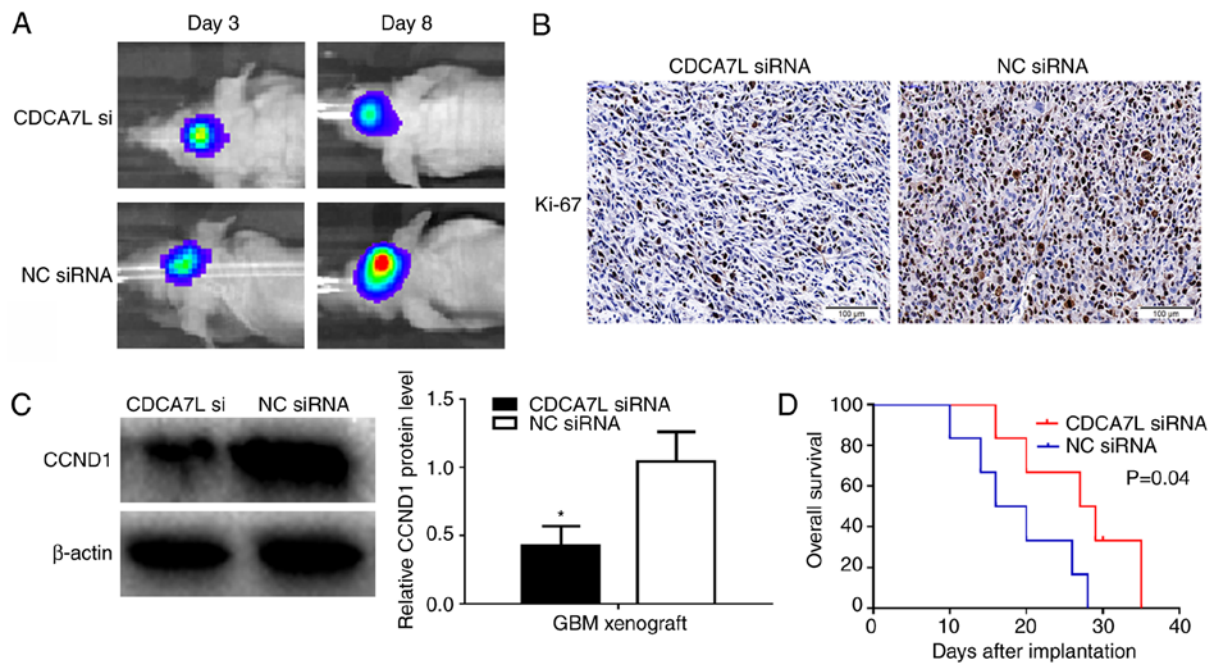 A
Day 3
Day 8
CDCA7L si
NC siRNA
B
CDCA7L siRNA
NC siRNA
Ki-67
100 µm
100 µm
C
CDCA7L si
NC siRNA
CCND1
β-actin
Relative CCND1 protein level
1.5
1.0
0.5
0.0
CDCA7L siRNA
NC siRNA
*
GBM xenograft
D
Overall survival
100
80
60
40
20
0
CDCA7L siRNA
NC siRNA
P=0.04
0
10
20
30
40
Days after implantation